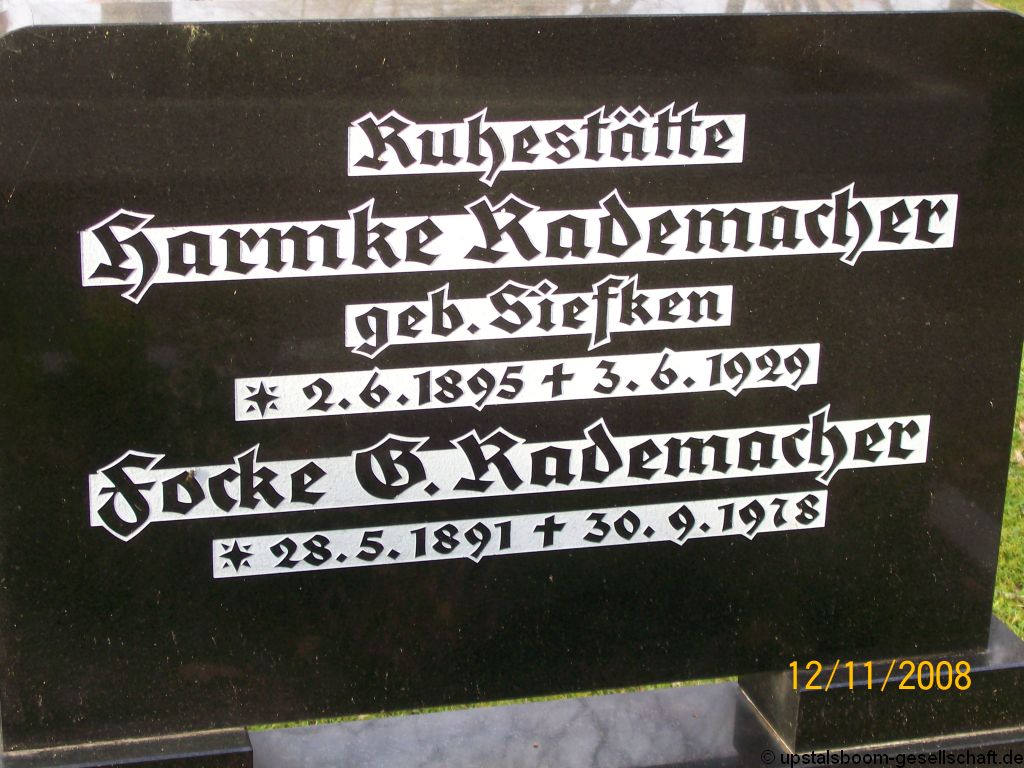 Ruhestätte
Harmke Rademacher
geb. Siefken
* 2.6.1895 † 3.6.1929
Focke G. Rademacher
* 28.5.1891 † 30.9.1978
12/11/2008
© upstalsboom-gesellschaft.de